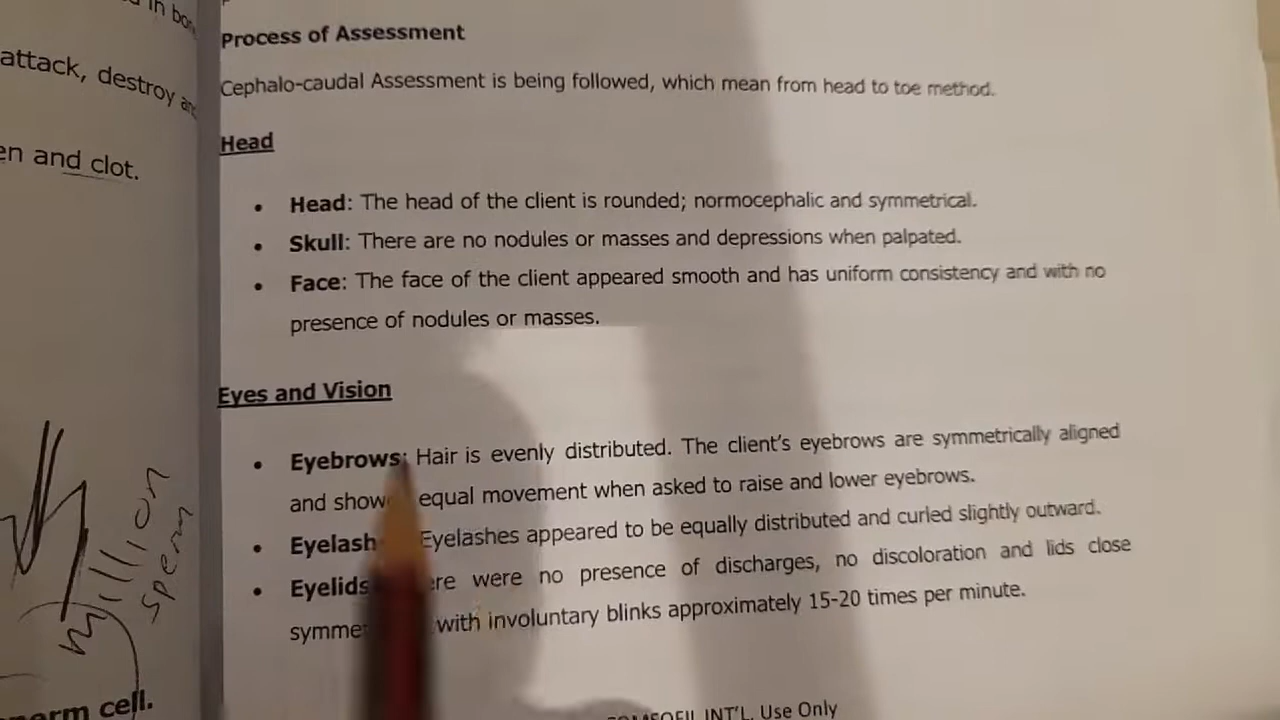 in
attack, destroy
en and clot.
million
sperm
cell.
Process of Assessment
Cephalo-caudal Assessment is being followed, which mean from head to toe method.
Head
• Head: The head of the client is rounded; normocephalic and symmetrical.
• Skull: There are no nodules or masses and depressions when palpated.
• Face: The face of the client appeared smooth and has uniform consistency and with no
presence of nodules or masses.
Eyes and Vision
• Eyebrows: Hair is evenly distributed. The client's eyebrows are symmetrically aligned
and show equal movement when asked to raise and lower eyebrows.
• Eyelash Eyelashes appeared to be equally distributed and curled slightly outward.
• Eyelids ere were no presence of discharges, no discoloration and lids close
symme with involuntary blinks approximately 15-20 times per minute.
INT'L. Use Only